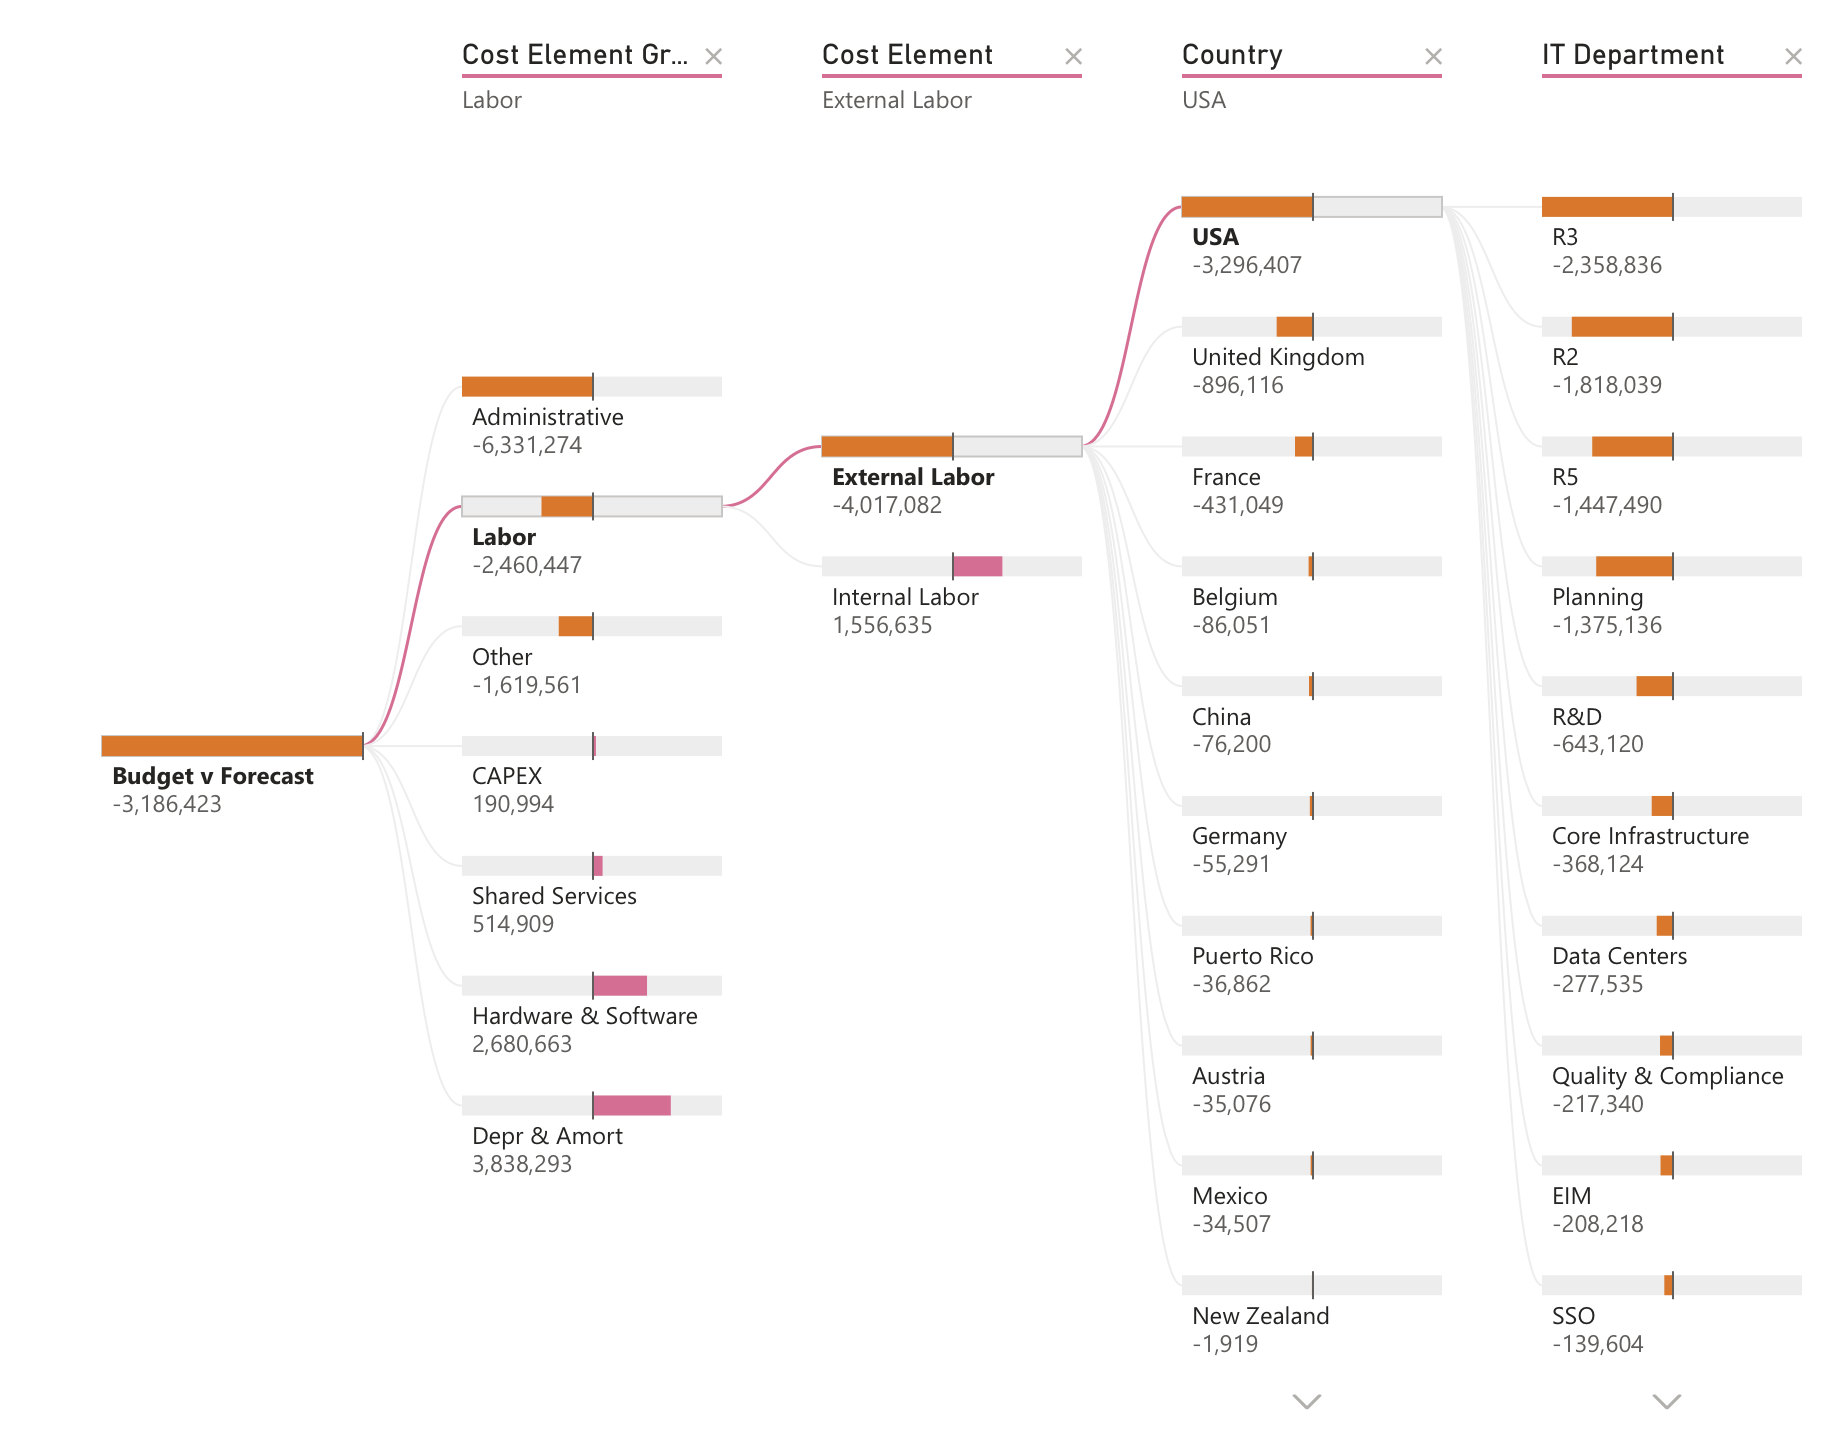 Cost Element Gr...
Labor
Cost Element
External Labor
Country
USA
IT Department
Budget v Forecast
-3,186,423
Administrative
-6,331,274
Labor
-2,460,447
Other
-1,619,561
CAPEX
190,994
Shared Services
514,909
Hardware & Software
2,680,663
Depr & Amort
3,838,293
External Labor
-4,017,082
Internal Labor
1,556,635
USA
-3,296,407
United Kingdom
-896,116
France
-431,049
Belgium
-86,051
China
-76,200
Germany
-55,291
Puerto Rico
-36,862
Austria
-35,076
Mexico
-34,507
New Zealand
-1,919
R3
-2,358,836
R2
-1,818,039
R5
-1,447,490
Planning
-1,375,136
R&D
-643,120
Core Infrastructure
-368,124
Data Centers
-277,535
Quality & Compliance
-217,340
EIM
-208,218
SSO
-139,604